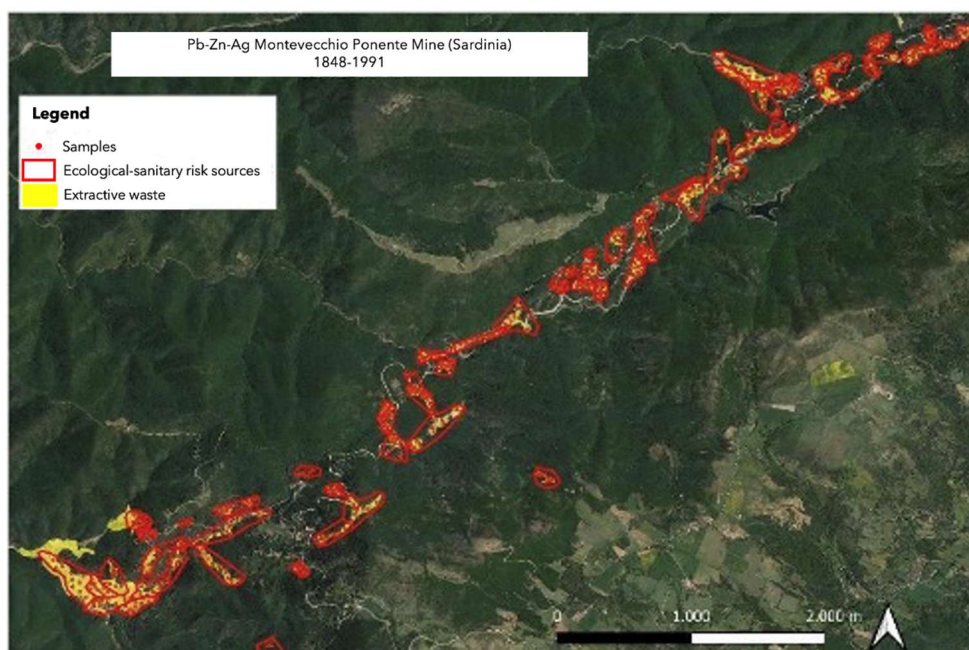 Pb-Zn-Ag Montevecchio Ponente Mine (Sardinia)
1848-1991
Legend
Samples
Ecological-sanitary risk sources
Extractive waste
0 1.000 2.000 m